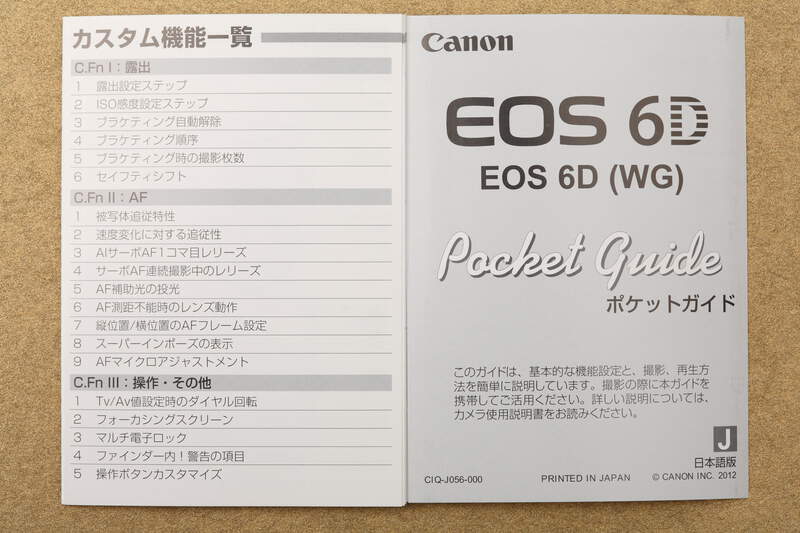 カスタム機能一覧
C.Fn I：露出
1 露出設定ステップ
2 ISO感度設定ステップ
3 ブラケティング自動解除
4 ブラケティング順序
5 ブラケティング時の撮影枚数
6 セイフティシフト
C.Fn II：AF
1 被写体追従特性
2 速度変化に対する追従性
3 AIサーボAF1コマ目レリーズ
4 サーボAF連続撮影中のレリーズ
5 AF補助光の投光
6 AF測距不能時のレンズ動作
7 縦位置/横位置のAFフレーム設定
8 スーパーインポーズの表示
9 AFマイクロアジャストメント
C.Fn III：操作・その他
1 Tv/Av値設定時のダイヤル回転
2 フォーカシングスクリーン
3 マルチ電子ロック
4 ファインダー内！警告の項目
5 操作ボタンカスタマイズ
Canon
EOS 6D
EOS 6D (WG)
Pocket Guide
ポケットガイド
このガイドは、基本的な機能設定と、撮影、再生方
法を簡単に説明しています。撮影の際に本ガイドを
携帯してご活用ください。詳しい説明については、
カメラ使用説明書をお読みください。
J
日本語版
CIQ-J056-000 PRINTED IN JAPAN © CANON INC. 2012